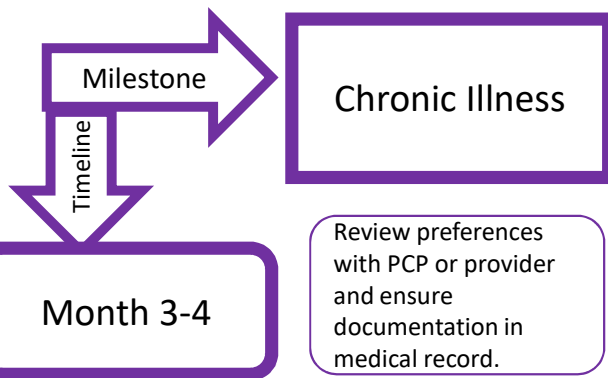 Milestone
Chronic Illness
Timeline
Month 3-4
Review preferences
with PCP or provider
and ensure
documentation in
medical record.